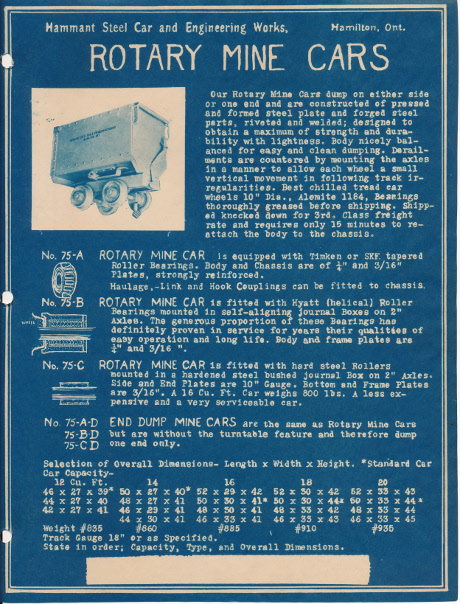 Hammant Steel Car and Engineering Works, Hamilton, Ont.
ROTARY MINE CARS
Our Rotary Mine Cars dump on either side
or one end and are constructed of pressed
and formed steel plate and forged steel
parts, riveted and welded; designed to
obtain a maximum of strength and dura-
bility with lightness. Body nicely bal-
anced for easy and clean dumping. Derail-
ments are countered by mounting the axles
in a manner to allow each wheel a small
vertical movement in following track ir-
regularities. Best chilled tread car
wheels 10" Dia., Alemite 1184, Bearings
thoroughly greased before shipping. Shipp-
ed knocked down for 3rd. Class freight
rate and requires only 15 minutes to re-
attach the body to the chassis.
No. 75-A ROTARY MINE CAR is equipped with Timken or SKF tapered
Roller Bearings. Body and Chassis are of ¼" and 3/16"
Plates, strongly reinforced.
Haulage,-Link and Hook Couplings can be fitted to chassis.
No. 75-B ROTARY MINE CAR is fitted with Hyatt (helical) Roller
Bearings mounted in self-aligning journal Boxes on 2"
Axles. The generous proportion of these Bearings has
definitely proven in service for years their qualities of
easy operation and long life. Body and frame plates are
¼" and 3/16 ".
No. 75-C ROTARY MINE CAR is fitted with hard steel Rollers
mounted in a hardened steel bushed journal Box on 2" Axles.
Side and End Plates are 10" Gauge. Bottom and Frame Plates
are 3/16". A 16 Cu. Ft. Car weighs 800 lbs. A less ex-
pensive and a very serviceable car.
No. 75-A-D END DUMP MINE CARS are the same as Rotary Mine Cars
75-B-D but are without the turntable feature and therefore dump
75-C D one end only.
Selection of Overall Dimensions- Length x Width x Height. *Standard Car
Car Capacity-
12 Cu. Ft. 14 16 18 20
46 x 27 x 39* 50 x 27 x 40* 52 x 29 x 42 52 x 30 x 42 52 x 33 x 43
44 x 27 x 40 48 x 27 x 41 50 x 30 x 41* 50 x 30 x 44* 50 x 33 x 44*
42 x 27 x 41 46 x 29 x 41 48 x 30 x 41 48 x 33 x 42 48 x 33 x 44
44 x 30 x 41 46 x 33 x 41 46 x 33 x 43 46 x 33 x 45
Weight #835 #860 #885 #910 #935
Track Gauge 18" or as Specified.
State in order; Capacity, Type, and Overall Dimensions.